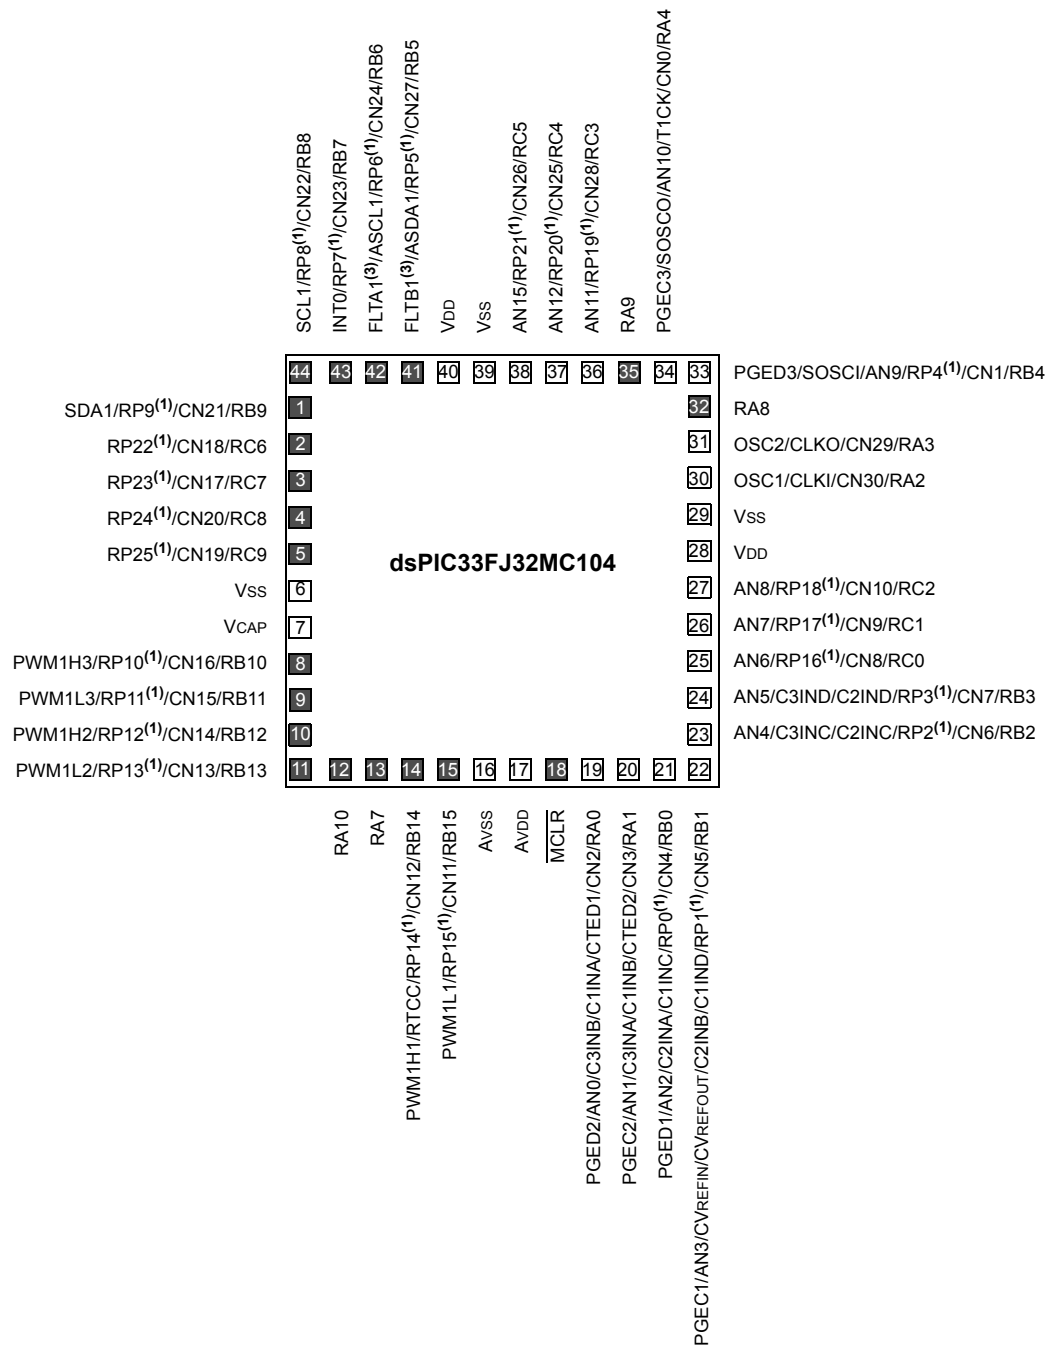 SCL1/RP8(1)/CN22/RB8
INT0/RP7(1)/CN23/RB7
FLTA1(3)/ASCL1/RP6(1)/CN24/RB6
FLTB1(3)/ASDA1/RP5(1)/CN27/RB5
VDD
VSS
AN15/RP21(1)/CN26/RC5
AN12/RP20(1)/CN25/RC4
AN11/RP19(1)/CN28/RC3
RA9
PGEC3/SOSCO/AN10/T1CK/CN0/RA4
44 43 42 41 40 39 38 37 36 35 34 33 PGED3/SOSCI/AN9/RP4(1)/CN1/RB4
SDA1/RP9(1)/CN21/RB9 1
32 RA8
RP22(1)/CN18/RC6 2
31 OSC2/CLKO/CN29/RA3
RP23(1)/CN17/RC7 3
30 OSC1/CLKI/CN30/RA2
RP24(1)/CN20/RC8 4
29 VSS
RP25(1)/CN19/RC9 5
dsPIC33FJ32MC104
28 VDD
VSS 6
27 AN8/RP18(1)/CN10/RC2
VCAP 7
26 AN7/RP17(1)/CN9/RC1
PWM1H3/RP10(1)/CN16/RB10 8
25 AN6/RP16(1)/CN8/RC0
PWM1L3/RP11(1)/CN15/RB11 9
24 AN5/C3IND/C2IND/RP3(1)/CN7/RB3
PWM1H2/RP12(1)/CN14/RB12 10
23 AN4/C3INC/C2INC/RP2(1)/CN6/RB2
PWM1L2/RP13(1)/CN13/RB13 11 12 13 14 15 16 17 18 19 20 21 22
RA10
RA7
PWM1H1/RTCC/RP14(1)/CN12/RB14
PWM1L1/RP15(1)/CN11/RB15
AVSS
AVDD
MCLR
PGED2/AN0/C3INB/C1INA/CTED1/CN2/RA0
PGEC2/AN1/C3INA/C1INB/CTED2/CN3/RA1
PGED1/AN2/C2INA/C1INC/RP0(1)/CN4/RB0
PGEC1/AN3/CVREFIN/CVREFOUT/C2INB/C1IND/RP1(1)/CN5/RB1